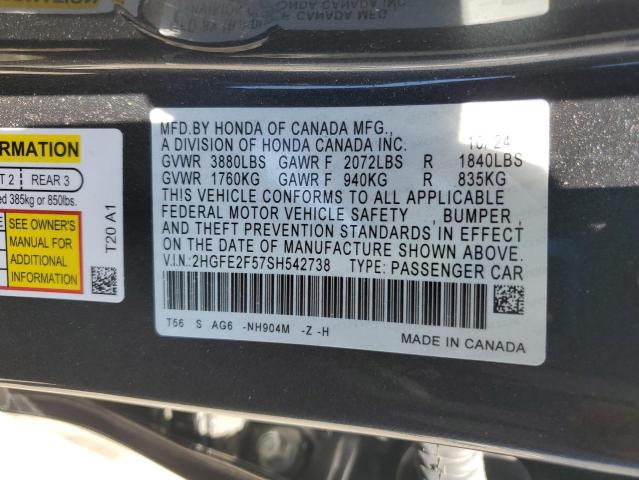 MFD.BY HONDA OF CANADA MFG.,
A DIVISION OF HONDA CANADA INC. 10/24
GVWR 3880LBS GAWR F 2072LBS R 1840LBS
GVWR 1760KG GAWR F 940KG R 835KG
THIS VEHICLE CONFORMS TO ALL APPLICABLE
FEDERAL MOTOR VEHICLE SAFETY , BUMPER ,
AND THEFT PREVENTION STANDARDS IN EFFECT
ON THE DATE OF MANUFACTURE SHOWN ABOVE.
V.I.N.:2HGFE2F57SH542738 TYPE: PASSENGER CAR
T56 S AG6 -NH904M -Z -H
MADE IN CANADA
2 REAR 3
385kg or 850lbs.
SEE OWNER'S
MANUAL FOR
ADDITIONAL
INFORMATION
T20 A1